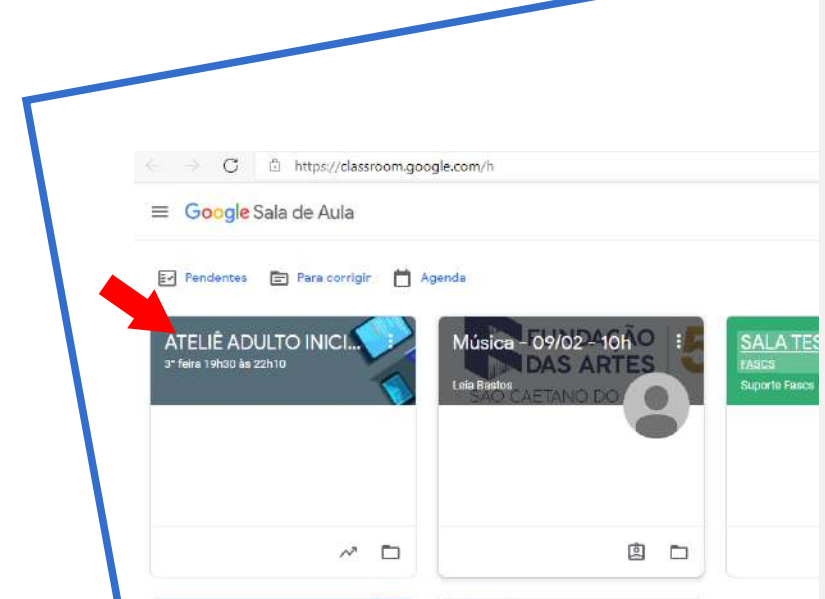 https://classroom.google.com/h
Google Sala de Aula
Pendentes Para corrigir Agenda
ATELIÊ ADULTO INICI...
3ª feira 19h30 às 22h10
Música - 09/02 - 10h
FUNDAÇÃO
DAS ARTES
Leia Bastos
SÃO CAETANO DO
SALA TES
FASCS
Suporte Fascs